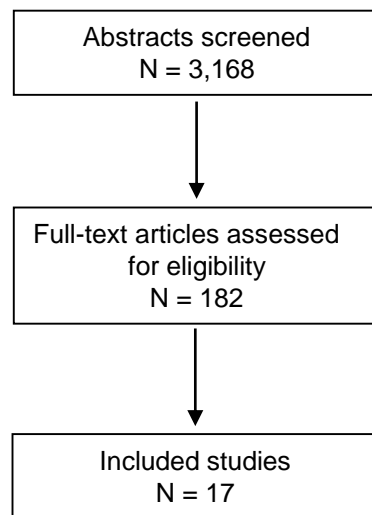 Abstracts screened
N = 3,168
Full-text articles assessed
for eligibility
N = 182
Included studies
N = 17